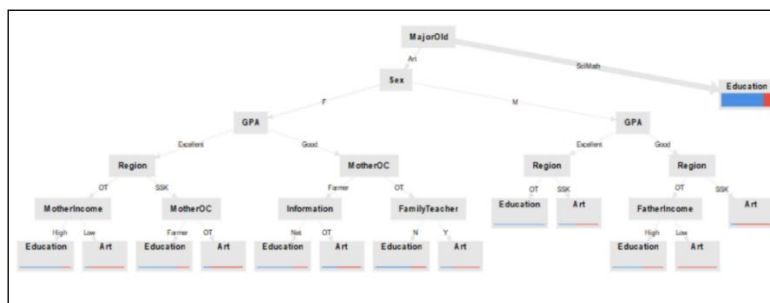 MajorOld
Art
Sci/Math
Sex
Education
F
M
GPA
GPA
Excellent
Good
Excellent
Good
Region
MotherOC
Region
Region
OT
SSK
Farmer
OT
OT
SSK
OT
SSK
MotherIncome
MotherOC
Information
FamilyTeacher
Education
Art
FatherIncome
Art
High
Low
Farmer
OT
Net
OT
N
Y
High
Low
Education
Art
Education
Art
Education
Art
Education
Art
Education
Art